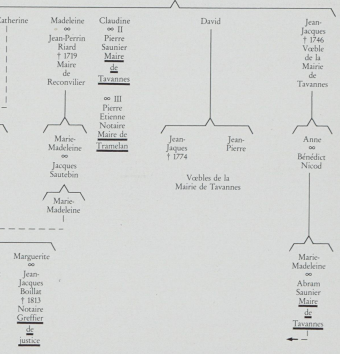 Catherine
Madeleine
∞
Jean-Perrin
Riard
† 1719
Maire
de
Reconvilier
Claudine
∞ II
Pierre
Saunier
Maire
de
Tavannes
∞ III
Pierre
Etienne
Notaire
Maire de
Tramelan
David
Jean-
Jacques
† 1746
Vœble
de la
Mairie
de
Tavannes
Marie-
Madeleine
∞
Jacques
Sautebin
Jean-
Jaques
† 1774
Jean-
Pierre
Vœbles de la
Mairie de Tavannes
Anne
∞
Bénédict
Nicod
Marie-
Madeleine
Marguerite
∞
Jean-
Jacques
Boillat
† 1813
Notaire
Greffier
de
justice
Marie-
Madeleine
∞
Abram
Saunier
Maire
de
Tavannes